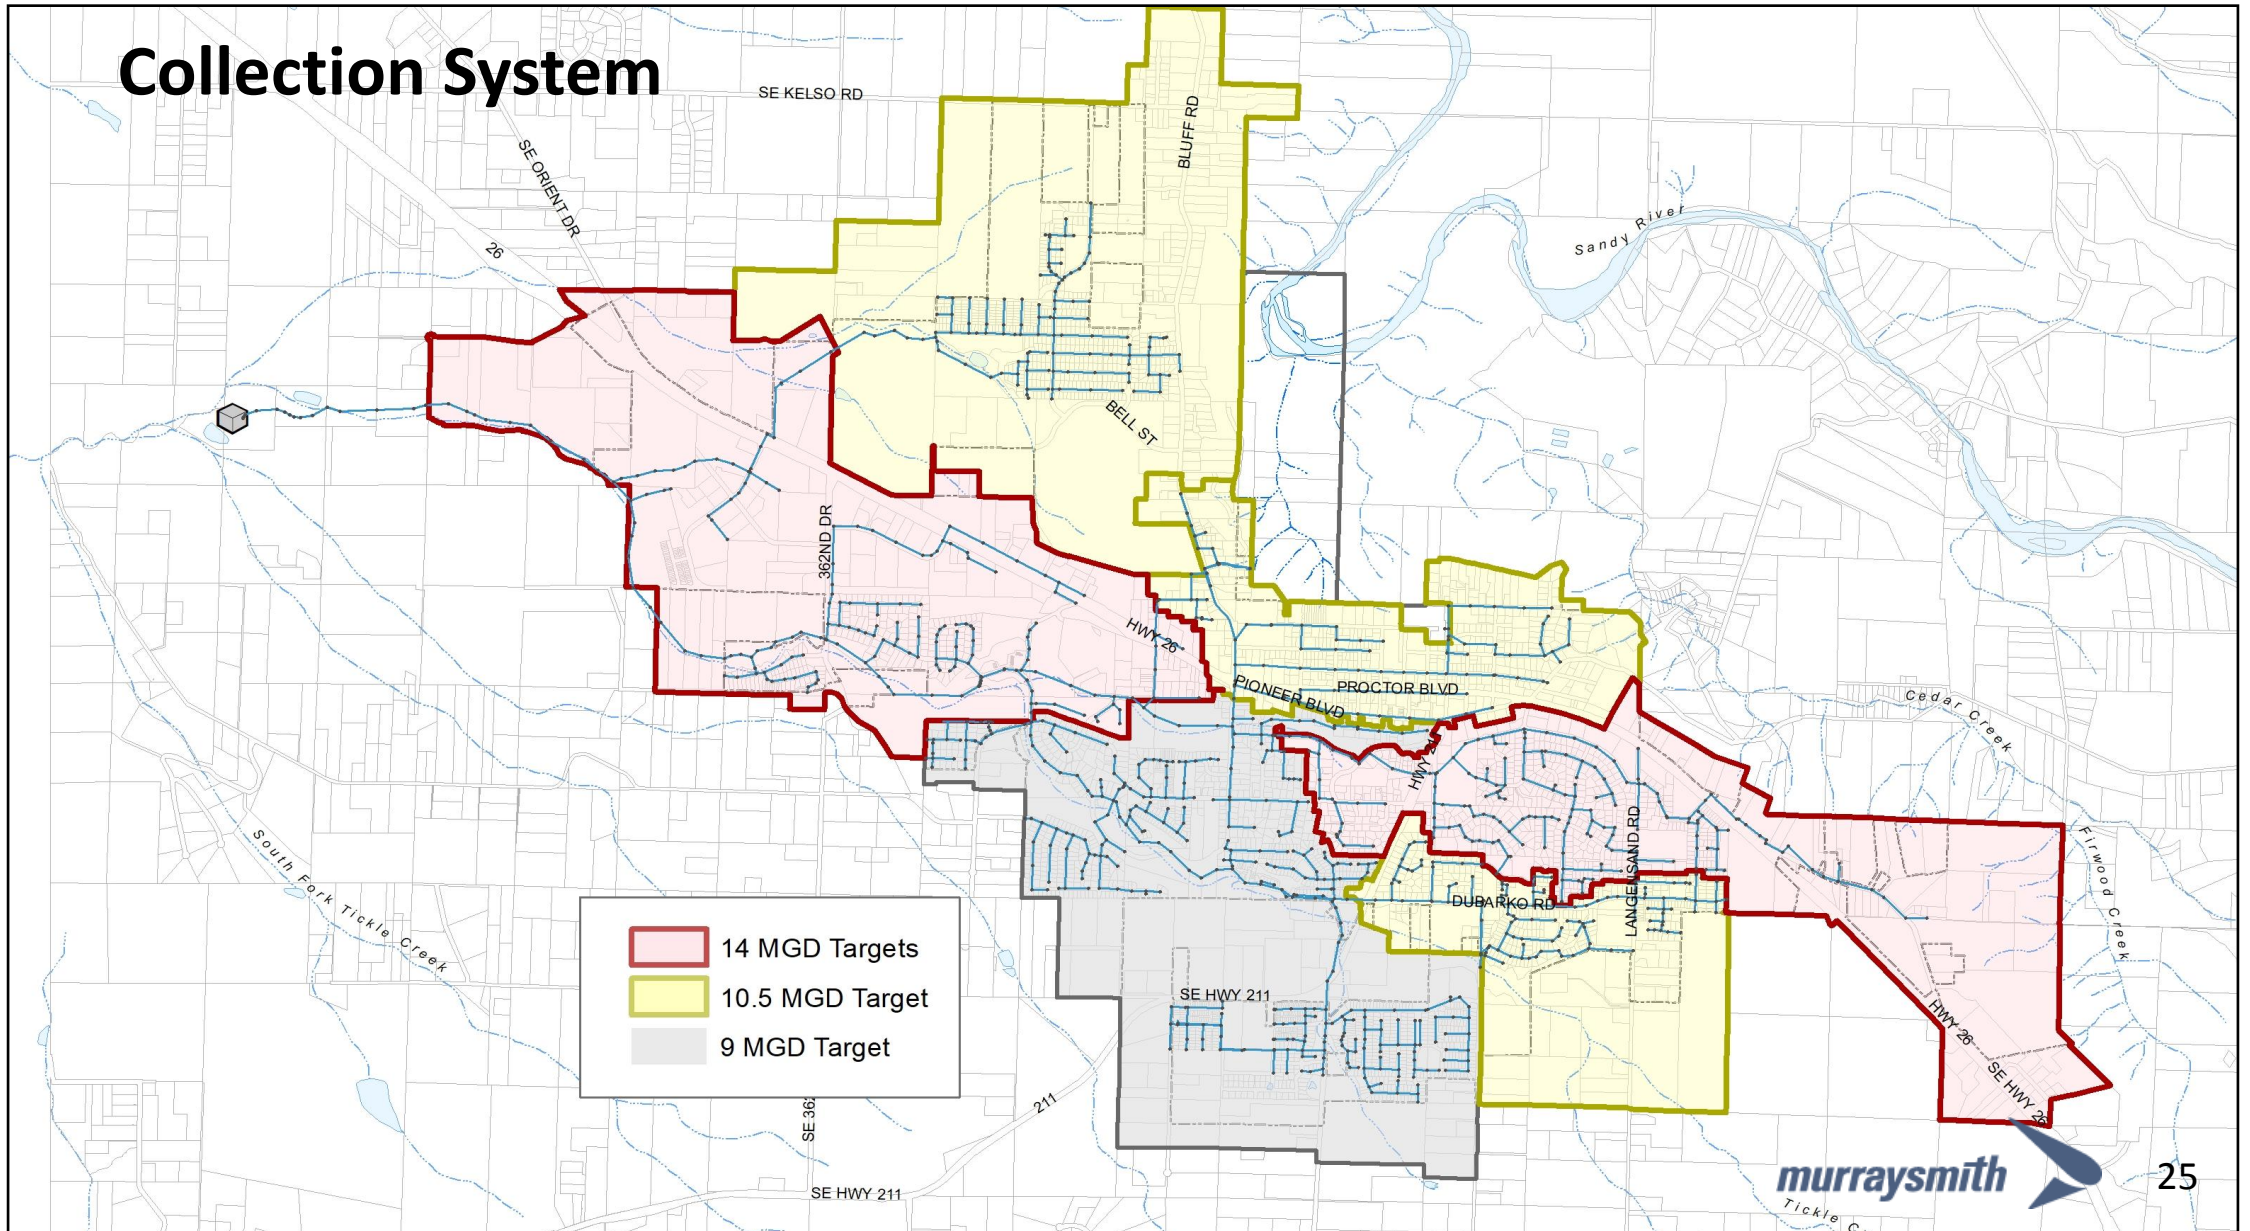 Collection System
SE KELSO RD
BLUFF RD
SE ORIENT DR
26
Sandy River
BELL ST
362ND DR
HWY 26
PIONEER BLVD
PROCTOR BLVD
Cedar Creek
HWY 211
LANGENSAND RD
Firwood Creek
South Fork Tickle Creek
DUBARKO RD
14 MGD Targets
10.5 MGD Target
9 MGD Target
SE HWY 211
HWY 26
SE HWY 26
211
SE 362
SE HWY 211
murraysmith
25
Tickle C